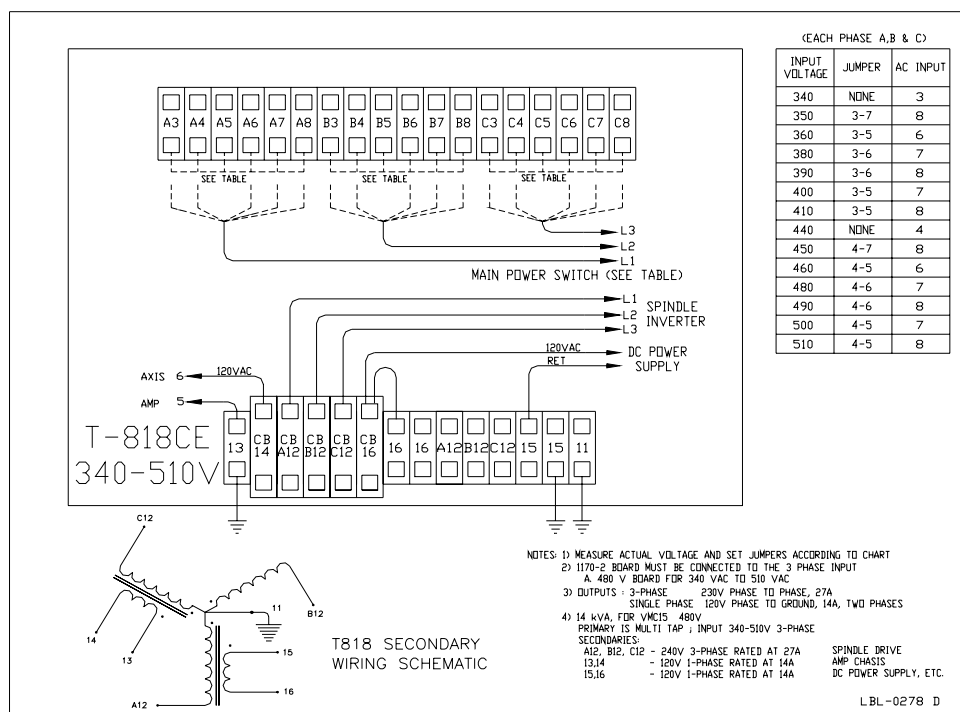 (EACH PHASE A,B & C)
INPUT VOLTAGE JUMPER AC INPUT
340 NONE 3
350 3-7 8
360 3-5 6
380 3-6 7
390 3-6 8
400 3-5 7
410 3-5 8
440 NONE 4
450 4-7 8
460 4-5 6
480 4-6 7
490 4-6 8
500 4-5 7
510 4-5 8
A3 A4 A5 A6 A7 A8 B3 B4 B5 B6 B7 B8 C3 C4 C5 C6 C7 C8
SEE TABLE SEE TABLE SEE TABLE
L3
L2
L1
MAIN POWER SWITCH (SEE TABLE)
L1
L2
L3
SPINDLE
INVERTER
120VAC
RET
DC POWER
SUPPLY
AXIS 6 120VAC
AMP 5
T-818CE
340-510V
13 CB 14 CB A12 CB B12 CB C12 CB 16 16 16 A12 B12 C12 15 15 11
C12
11
B12
14
13
15
16
A12
T818 SECONDARY
WIRING SCHEMATIC
NOTES: 1) MEASURE ACTUAL VOLTAGE AND SET JUMPERS ACCORDING TO CHART
2) 1170-2 BOARD MUST BE CONNECTED TO THE 3 PHASE INPUT
A. 480 V BOARD FOR 340 VAC TO 510 VAC
3) OUTPUTS : 3-PHASE 230V PHASE TO PHASE, 27A
SINGLE PHASE 120V PHASE TO GROUND, 14A, TWO PHASES
4) 14 kVA, FOR VMC15 480V
PRIMARY IS MULTI TAP ; INPUT 340-510V 3-PHASE
SECONDARIES:
A12, B12, C12 - 240V 3-PHASE RATED AT 27A SPINDLE DRIVE
13,14 - 120V 1-PHASE RATED AT 14A AMP CHASIS
15,16 - 120V 1-PHASE RATED AT 14A DC POWER SUPPLY, ETC.
LBL-0278 D